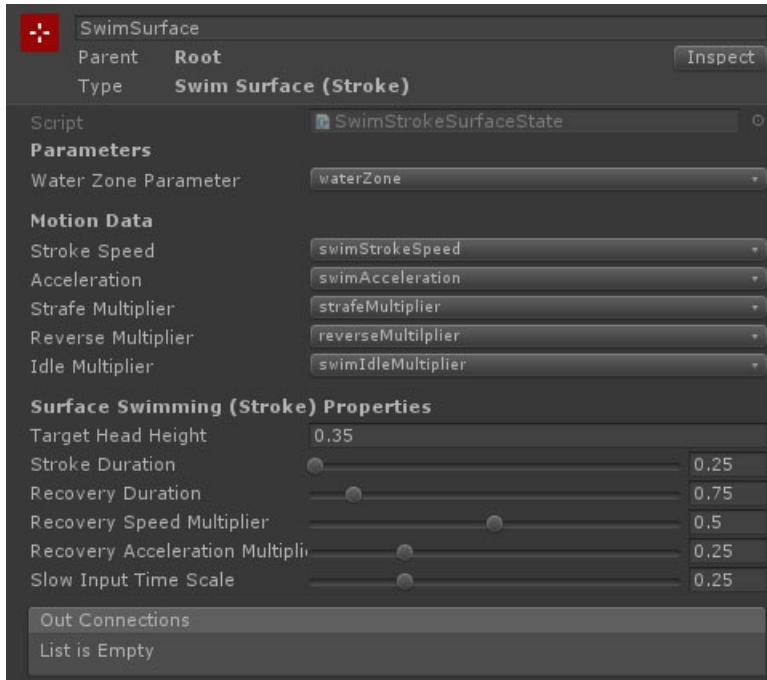 SwimSurface
Parent Root Inspect
Type Swim Surface (Stroke)
Script SwimStrokeSurfaceState
Parameters
Water Zone Parameter waterZone
Motion Data
Stroke Speed swimStrokeSpeed
Acceleration swimAcceleration
Strafe Multiplier strafeMultiplier
Reverse Multiplier reverseMultilplier
Idle Multiplier swimIdleMultiplier
Surface Swimming (Stroke) Properties
Target Head Height 0.35
Stroke Duration 0.25
Recovery Duration 0.75
Recovery Speed Multiplier 0.5
Recovery Acceleration Multipli 0.25
Slow Input Time Scale 0.25
Out Connections
List is Empty